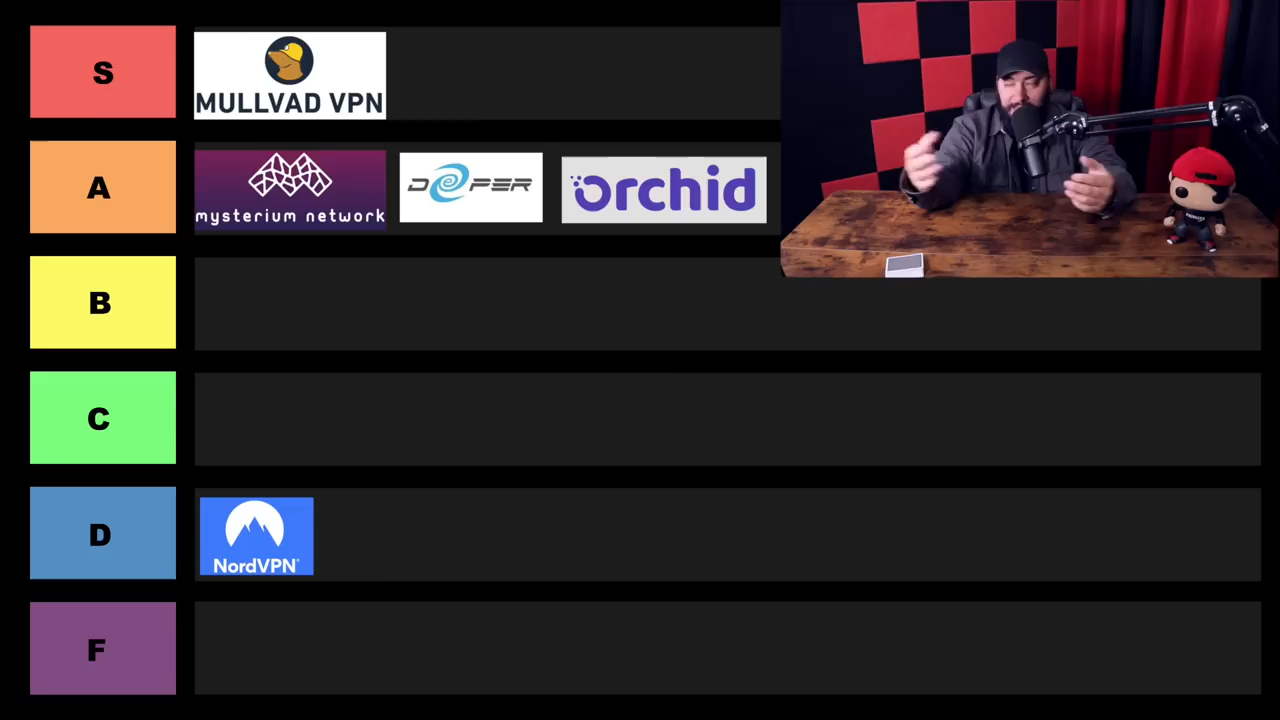 S
MULLVAD VPN
A
mysterium network
DEEPER
orchid
B
C
D
NordVPN®
F